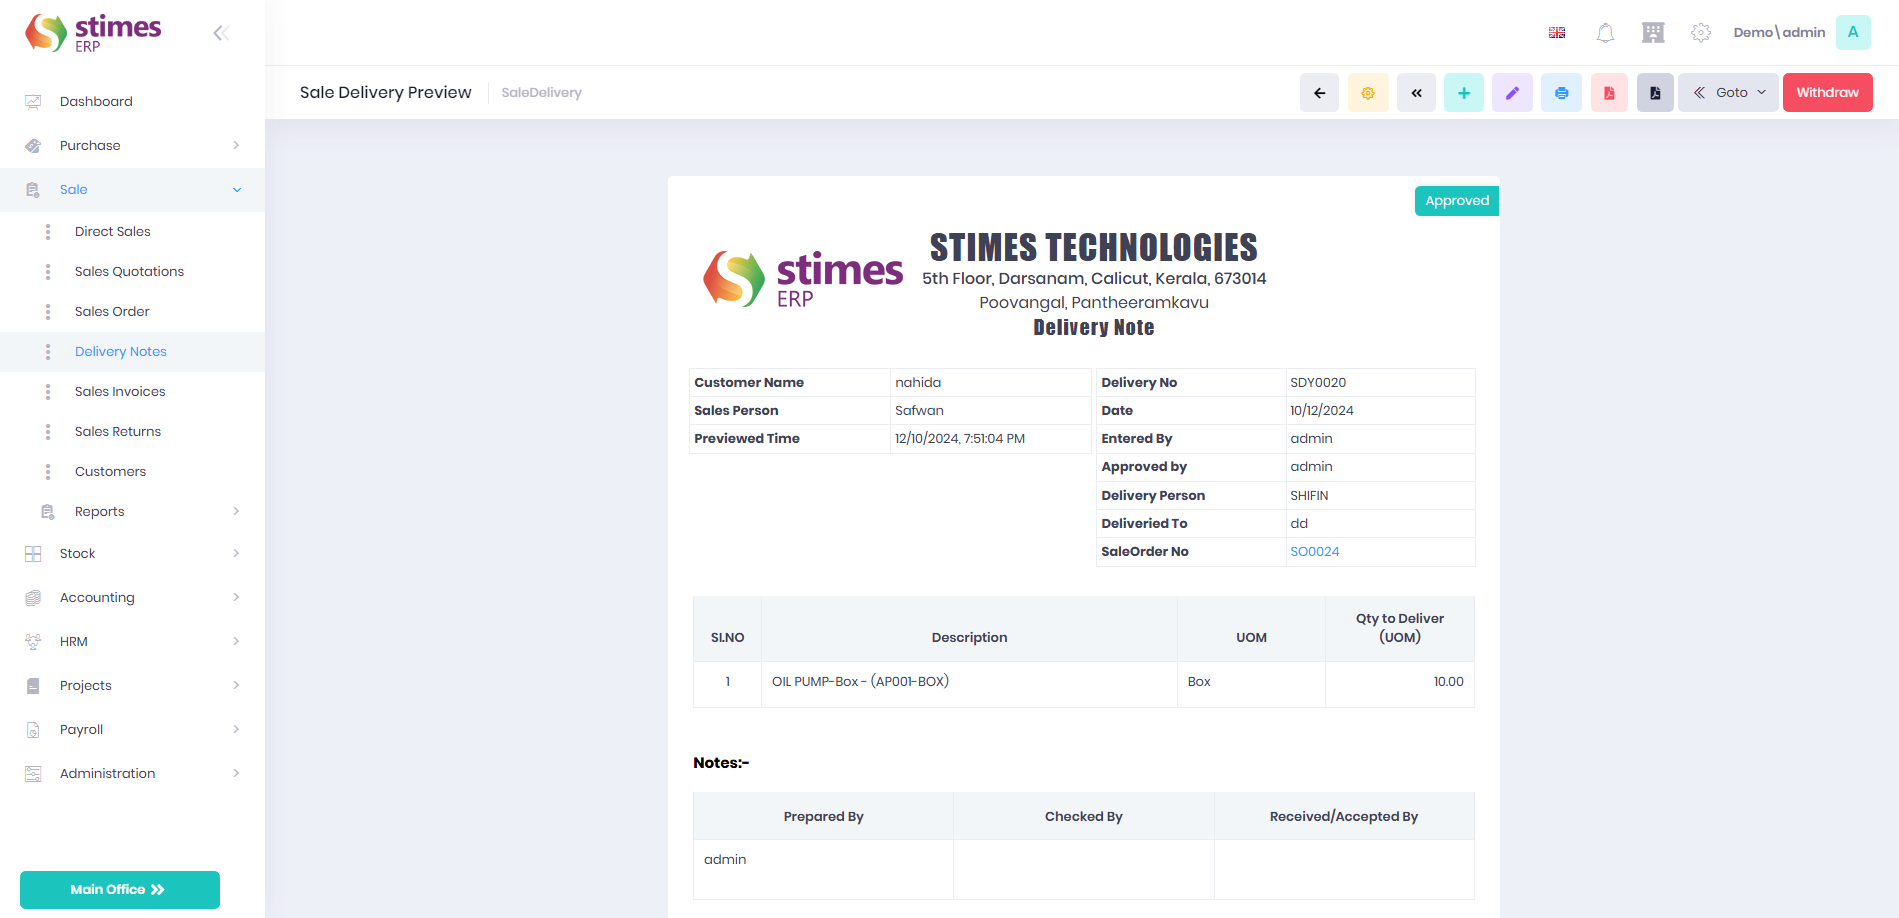 stimes
ERP
Demo\admin
A
Dashboard
Purchase
Sale
Direct Sales
Sales Quotations
Sales Order
Delivery Notes
Sales Invoices
Sales Returns
Customers
Reports
Stock
Accounting
HRM
Projects
Payroll
Administration
Main Office
Sale Delivery Preview
SaleDelivery
Goto
Withdraw
Approved
stimes
ERP
STIMES TECHNOLOGIES
5th Floor, Darsanam, Calicut, Kerala, 673014
Poovangal, Pantheeramkavu
Delivery Note
Customer Name nahida
Sales Person Safwan
Previewed Time 12/10/2024, 7:51:04 PM
Delivery No SDY0020
Date 10/12/2024
Entered By admin
Approved by admin
Delivery Person SHIFIN
Deliveried To dd
SaleOrder No SO0024
Sl.NO Description UOM Qty to Deliver
(UOM)
1 OIL PUMP-Box - (AP001-BOX) Box 10.00
Notes:-
Prepared By Checked By Received/Accepted By
admin